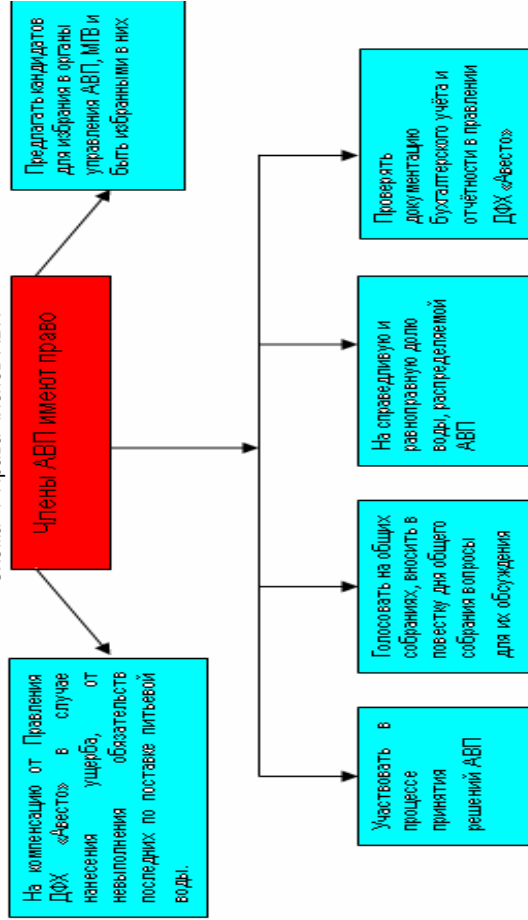 Члены АВП имеют право
На компенсацию от Правления
ДФХ «Авесто» в случае
нанесения ущерба, от
невыполнения обязательств
последних по поставке питьевой
воды.
Предлагать кандидатов
для избрания в органы
управления АВП, МГВ и
быть избранными в них
Участвовать в
процессе
принятия
решений АВП
Голосовать на общих
собраниях, вносить в
повестку дня общего
собрания вопросы
для их обсуждения
На справедливую и
равноправную долю
воды, распределяемой
АВП
Проверять
документацию
бухгалтерского учёта и
отчётности в правлении
ДФХ «Авесто»